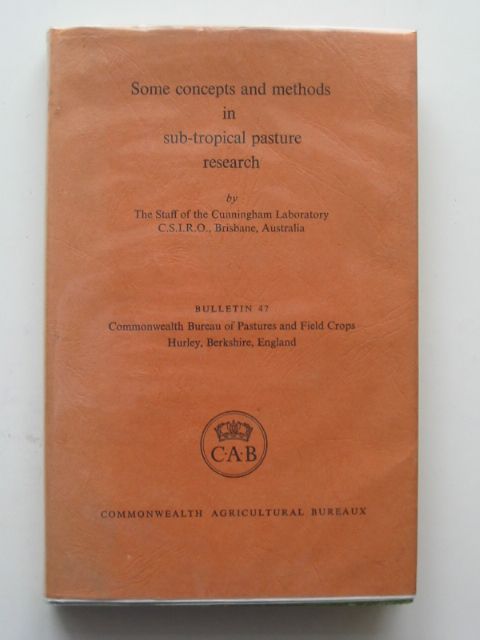 Some concepts and methods
in
sub-tropical pasture
research
by
The Staff of the Cunningham Laboratory
C.S.I.R.O., Brisbane, Australia
BULLETIN 47
Commonwealth Bureau of Pastures and Field Crops
Hurley, Berkshire, England
C·A·B
COMMONWEALTH AGRICULTURAL BUREAUX